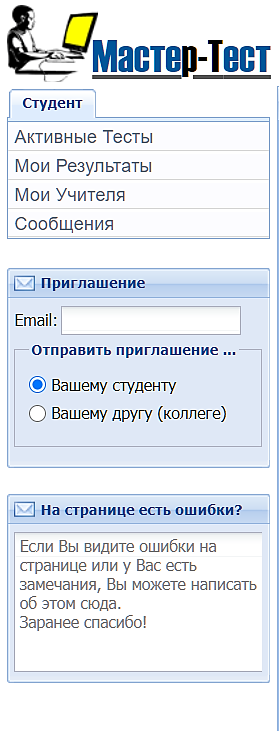 Мастер-Тест
Студент
Активные Тесты
Мои Результаты
Мои Учителя
Сообщения
Приглашение
Email:
Отправить приглашение ...
Вашему студенту
Вашему другу (коллеге)
На странице есть ошибки?
Если Вы видите ошибки на
странице или у Вас есть
замечания, Вы можете написать
об этом сюда.
Заранее спасибо!